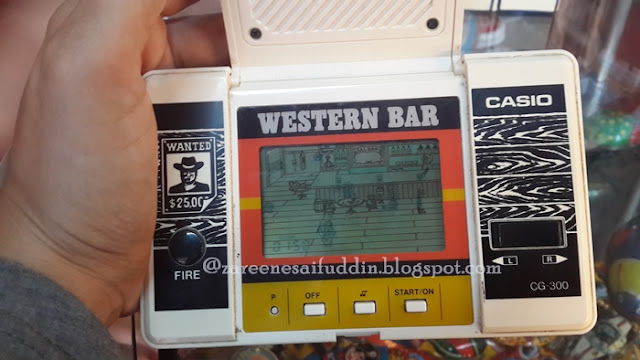 WESTERN BAR
CASIO
WANTED
$25.00
FIRE
@zareenesaifuddin.blogspot.com
L R
CG-300
P OFF START/ON